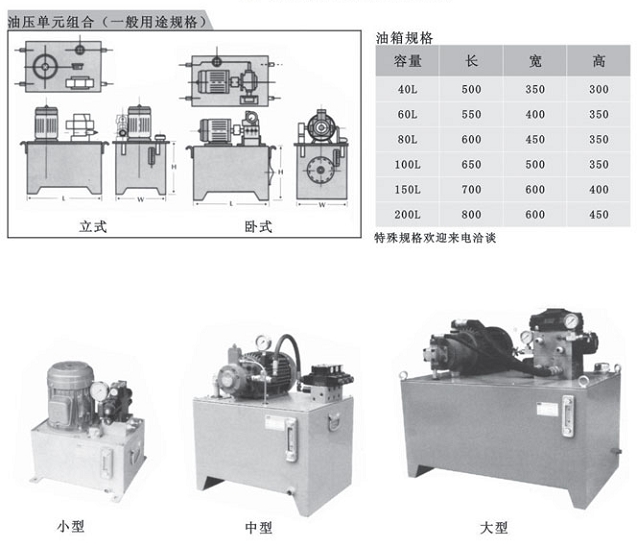 油压单元组合（一般用途规格）
L
W
H
L
H
W
立式
卧式
油箱规格
容量 长 宽 高
40L 500 350 300
60L 550 400 350
80L 600 450 350
100L 650 500 350
150L 700 600 400
200L 800 600 450
特殊规格欢迎来电洽谈
小型
中型
大型